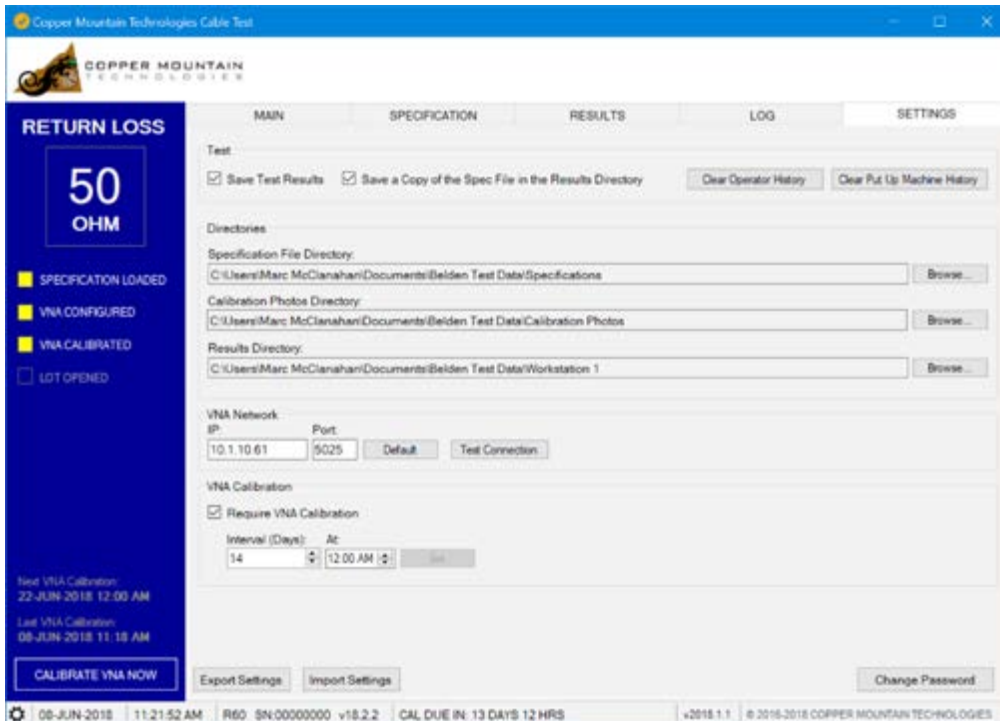 Copper Mountain Technologies Cable Test
COPPER MOUNTAIN
TECHNOLOGIES
RETURN LOSS
50
OHM
SPECIFICATION LOADED
VNA CONFIGURED
VNA CALIBRATED
LOT OPENED
Next VNA Calibration:
22-JUN-2018 12:00 AM
Last VNA Calibration:
08-JUN-2018 11:18 AM
CALIBRATE VNA NOW
MAIN SPECIFICATION RESULTS LOG SETTINGS
Test
Save Test Results Save a Copy of the Spec File in the Results Directory Clear Operator History Clear Put Up Machine History
Directories
Specification File Directory:
C:\Users\Marc McClanahan\Documents\Belden Test Data\Specifications Browse...
Calibration Photos Directory:
C:\Users\Marc McClanahan\Documents\Belden Test Data\Calibration Photos Browse...
Results Directory:
C:\Users\Marc McClanahan\Documents\Belden Test Data\Workstation 1 Browse...
VNA Network
IP: Port:
10.1.10.61 5025 Default Test Connection
VNA Calibration
Require VNA Calibration
Interval (Days): At:
14 12:00 AM
Export Settings Import Settings Change Password
08-JUN-2018 11:21:52 AM R60 SN:00000000 v18.2.2 CAL DUE IN: 13 DAYS 12 HRS v2018.1.1 © 2016-2018 COPPER MOUNTAIN TECHNOLOGIES